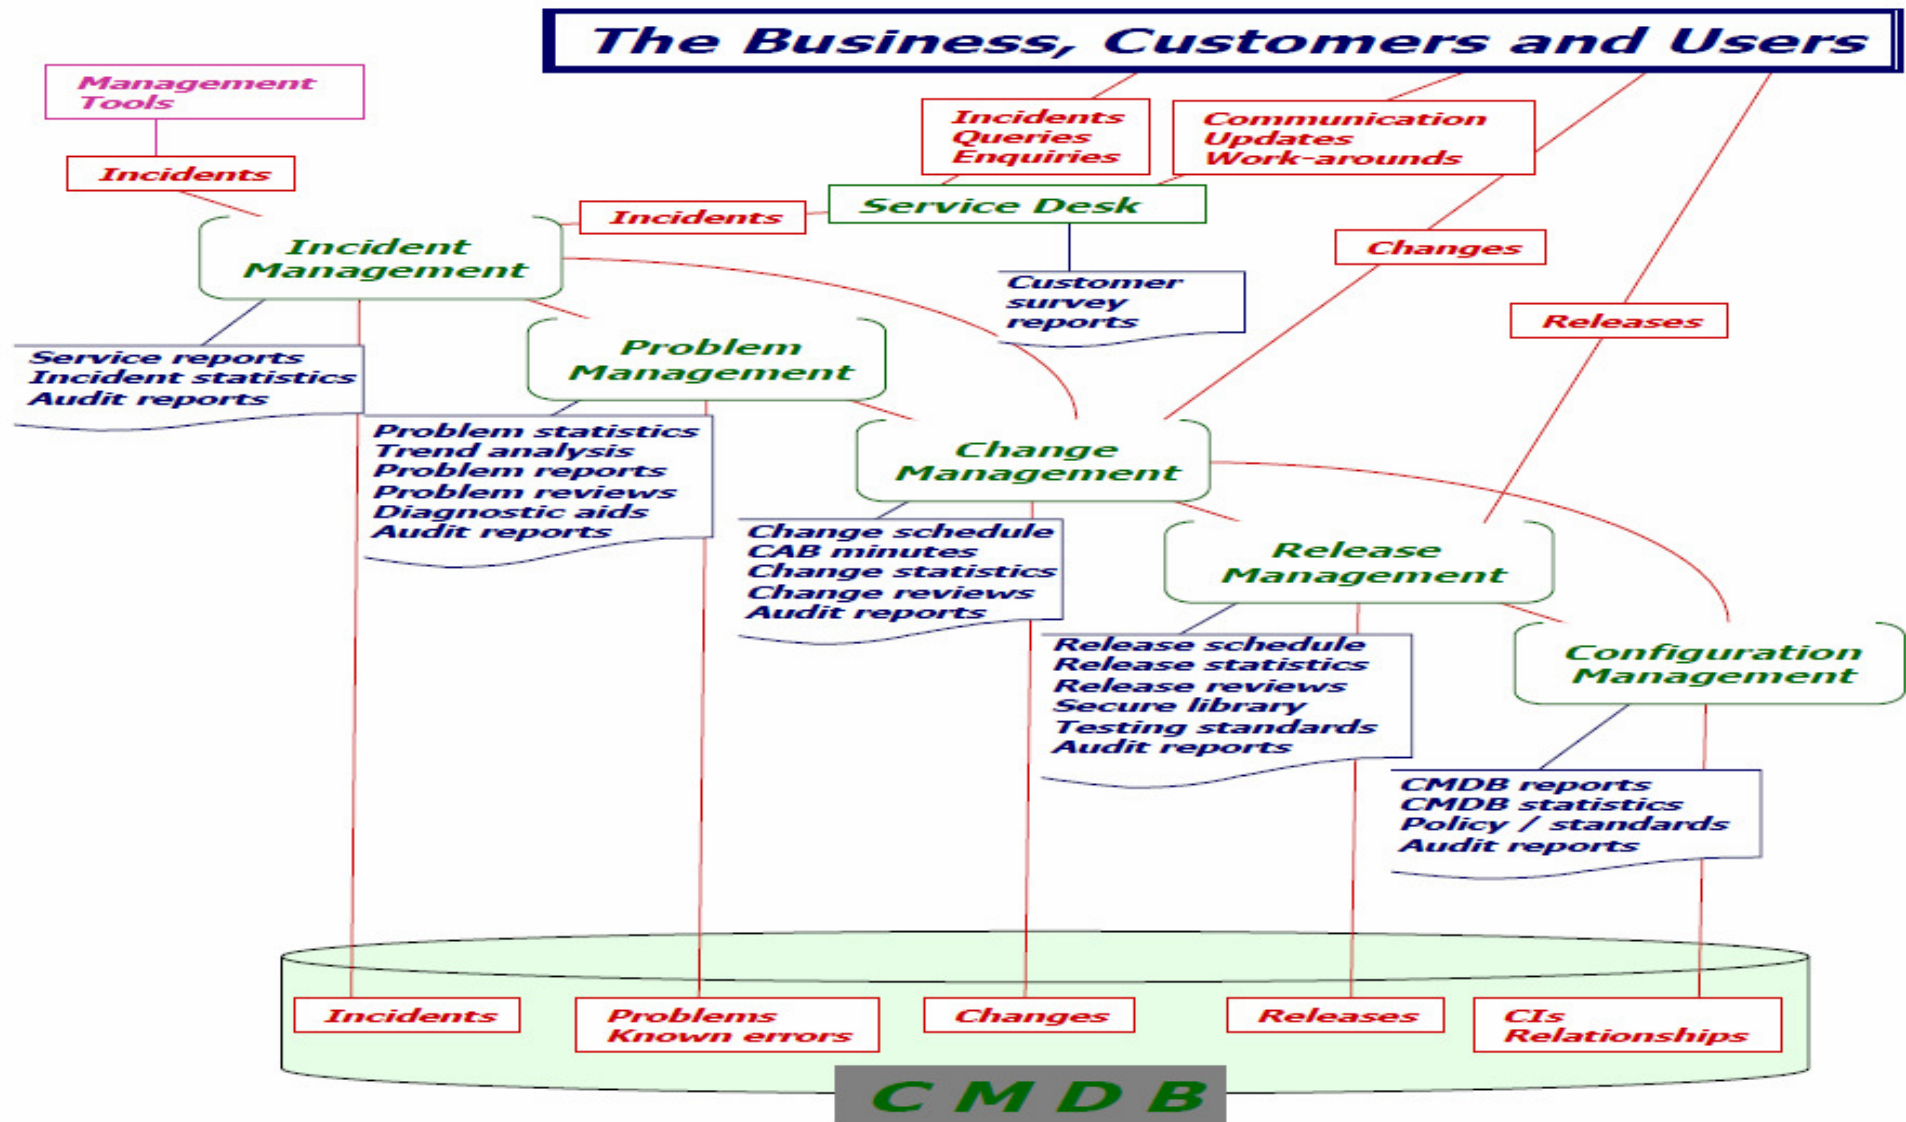 The Business, Customers and Users
Management
Tools
Incidents
Incidents
Queries
Enquiries
Communication
Updates
Work-arounds
Service Desk
Incidents
Changes
Incident
Management
Customer
survey
reports
Releases
Problem
Management
Service reports
Incident statistics
Audit reports
Problem statistics
Trend analysis
Problem reports
Problem reviews
Diagnostic aids
Audit reports
Change
Management
Change schedule
CAB minutes
Change statistics
Change reviews
Audit reports
Release
Management
Release schedule
Release statistics
Release reviews
Secure library
Testing standards
Audit reports
Configuration
Management
CMDB reports
CMDB statistics
Policy / standards
Audit reports
Incidents
Problems
Known errors
Changes
Releases
CIs
Relationships
C M D B